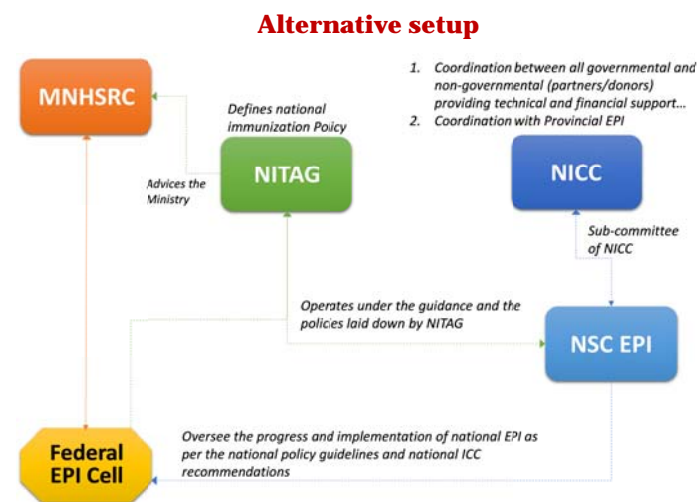 Alternative setup
1. Coordination between all governmental and
non-governmental (partners/donors)
providing technical and financial support...
2. Coordination with Provincial EPI
MNHSRC
Defines national
immunization Policy
NITAG
NICC
Advices the
Ministry
Sub-committee
of NICC
Operates under the guidance and the
policies laid down by NITAG
NSC EPI
Oversee the progress and implementation of national EPI as
per the national policy guidelines and national ICC
recommendations
Federal
EPI Cell